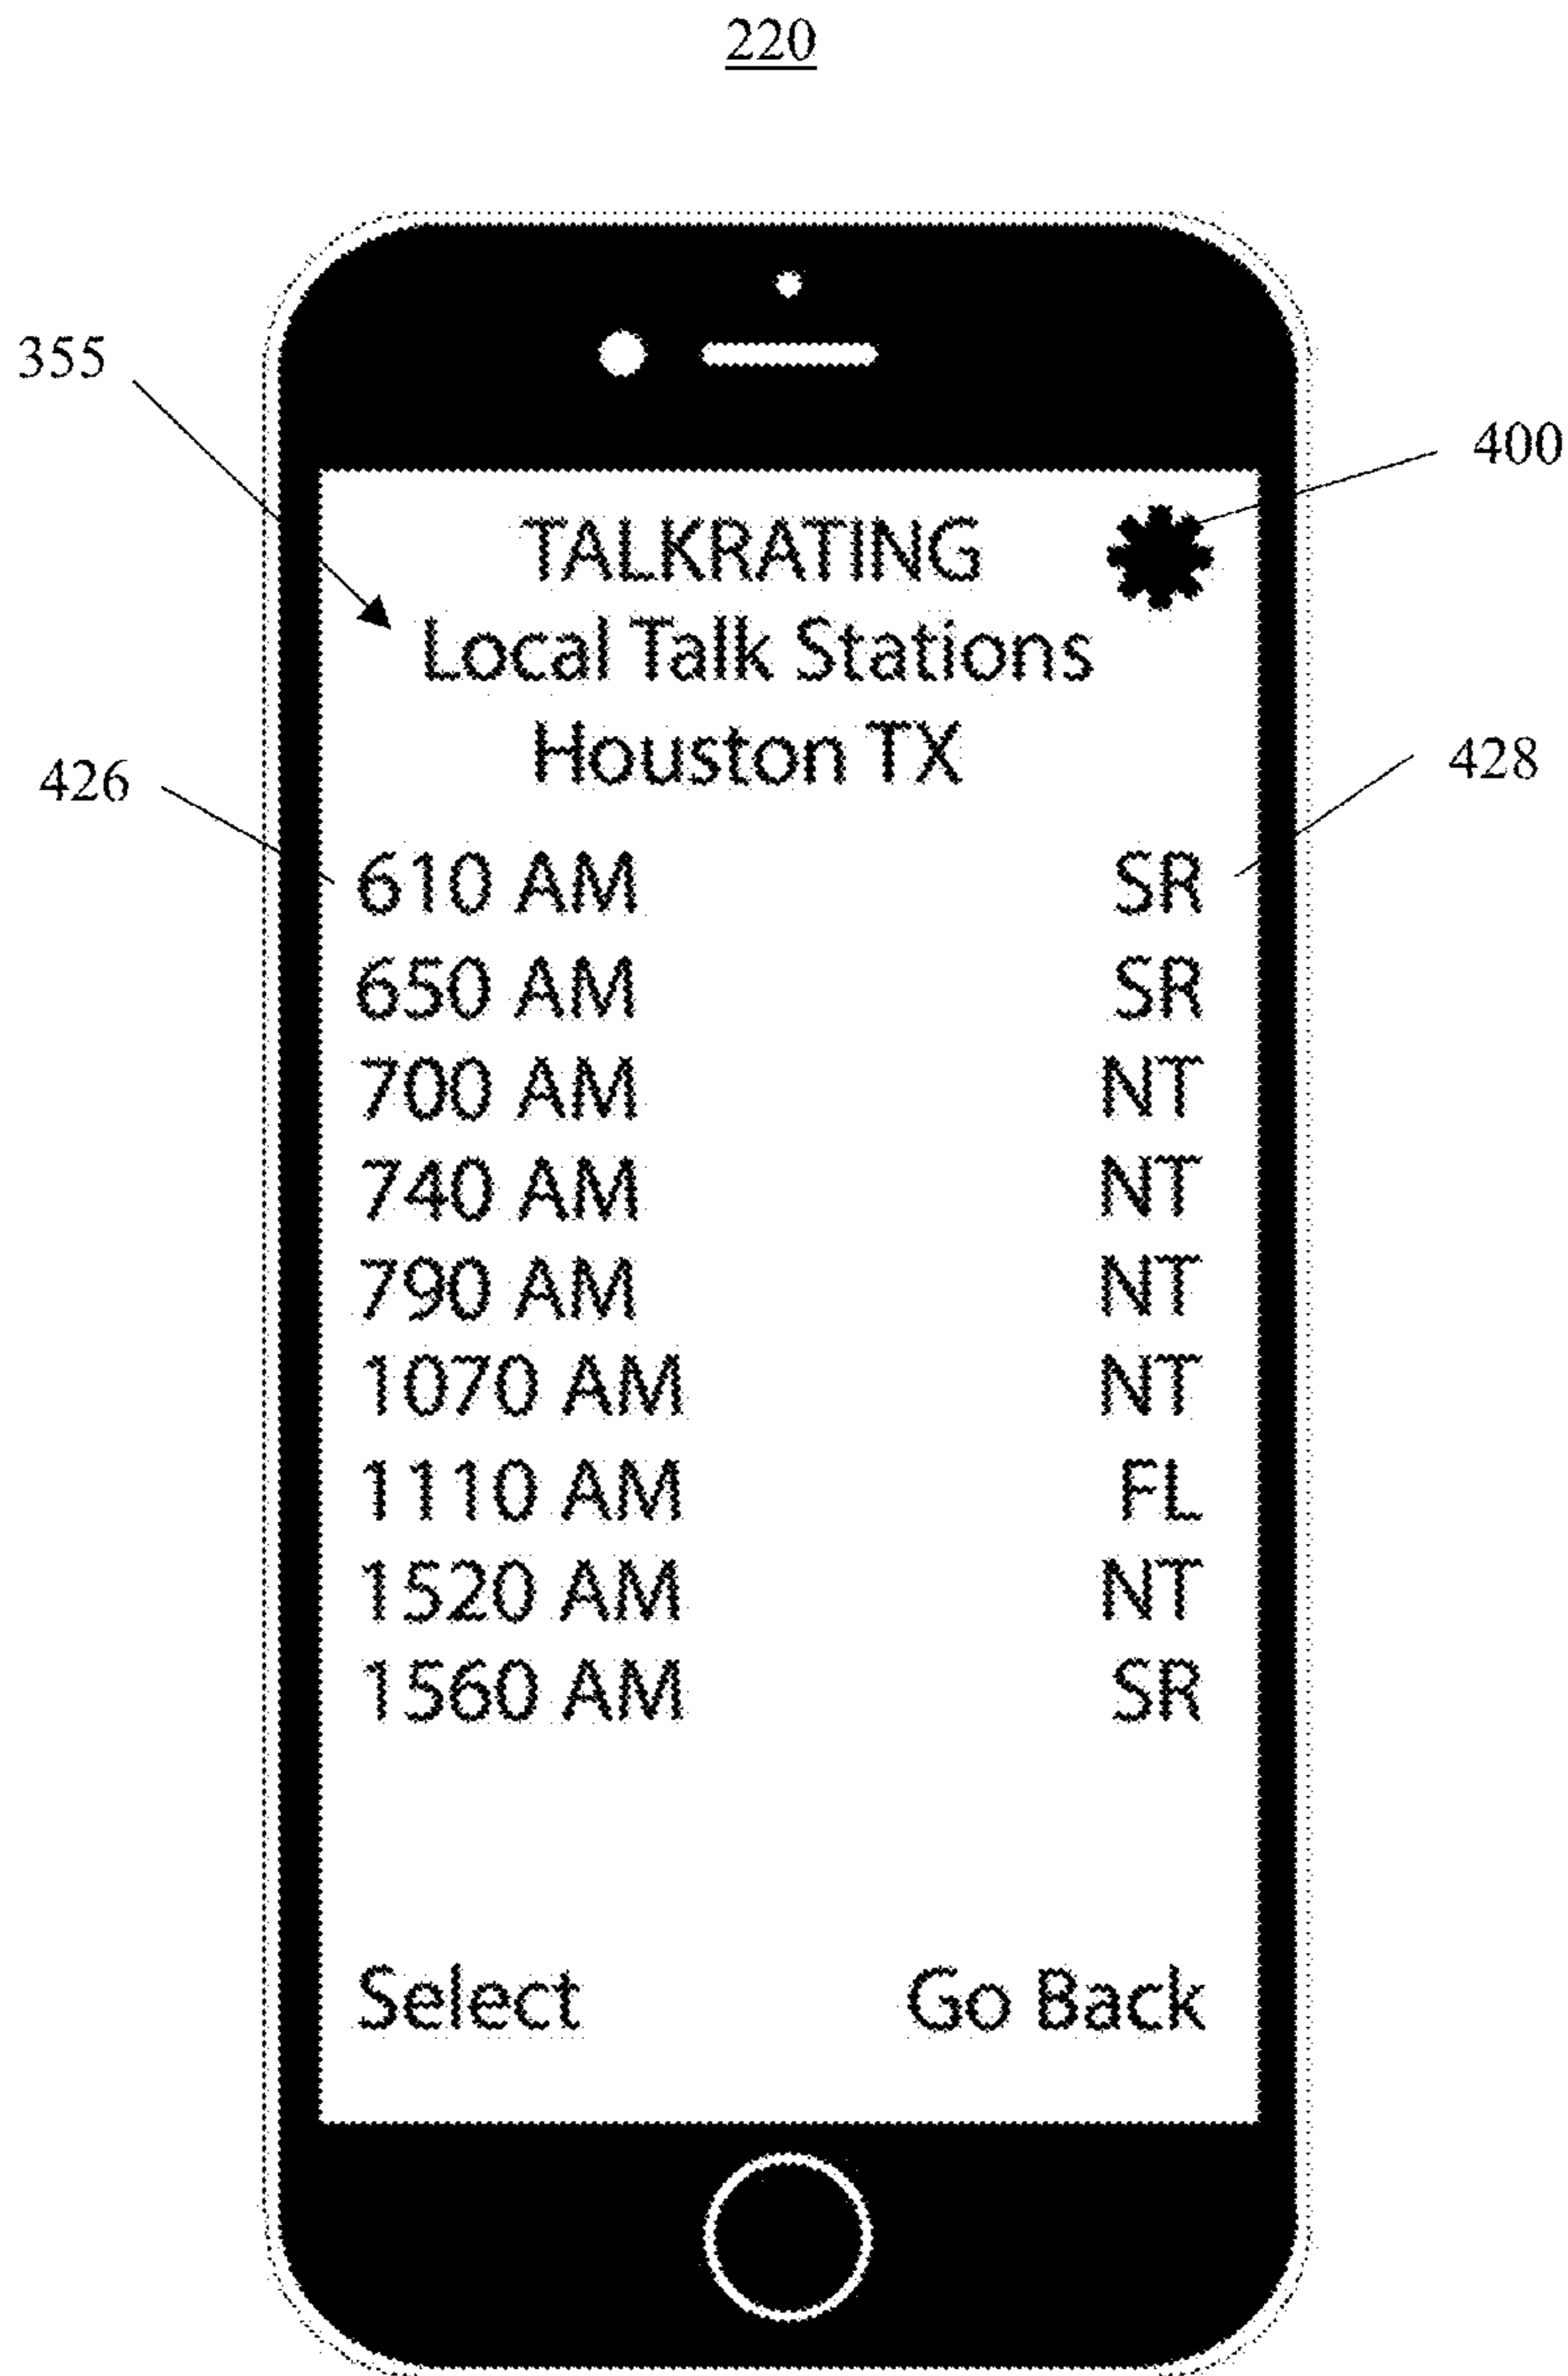 220
355
400
TALKRATING
Local Talk Stations
Houston TX
426
428
610 AM SR
650 AM SR
700 AM NT
740 AM NT
790 AM NT
1070 AM NT
1110 AM FL
1520 AM NT
1560 AM SR
Select Go Back